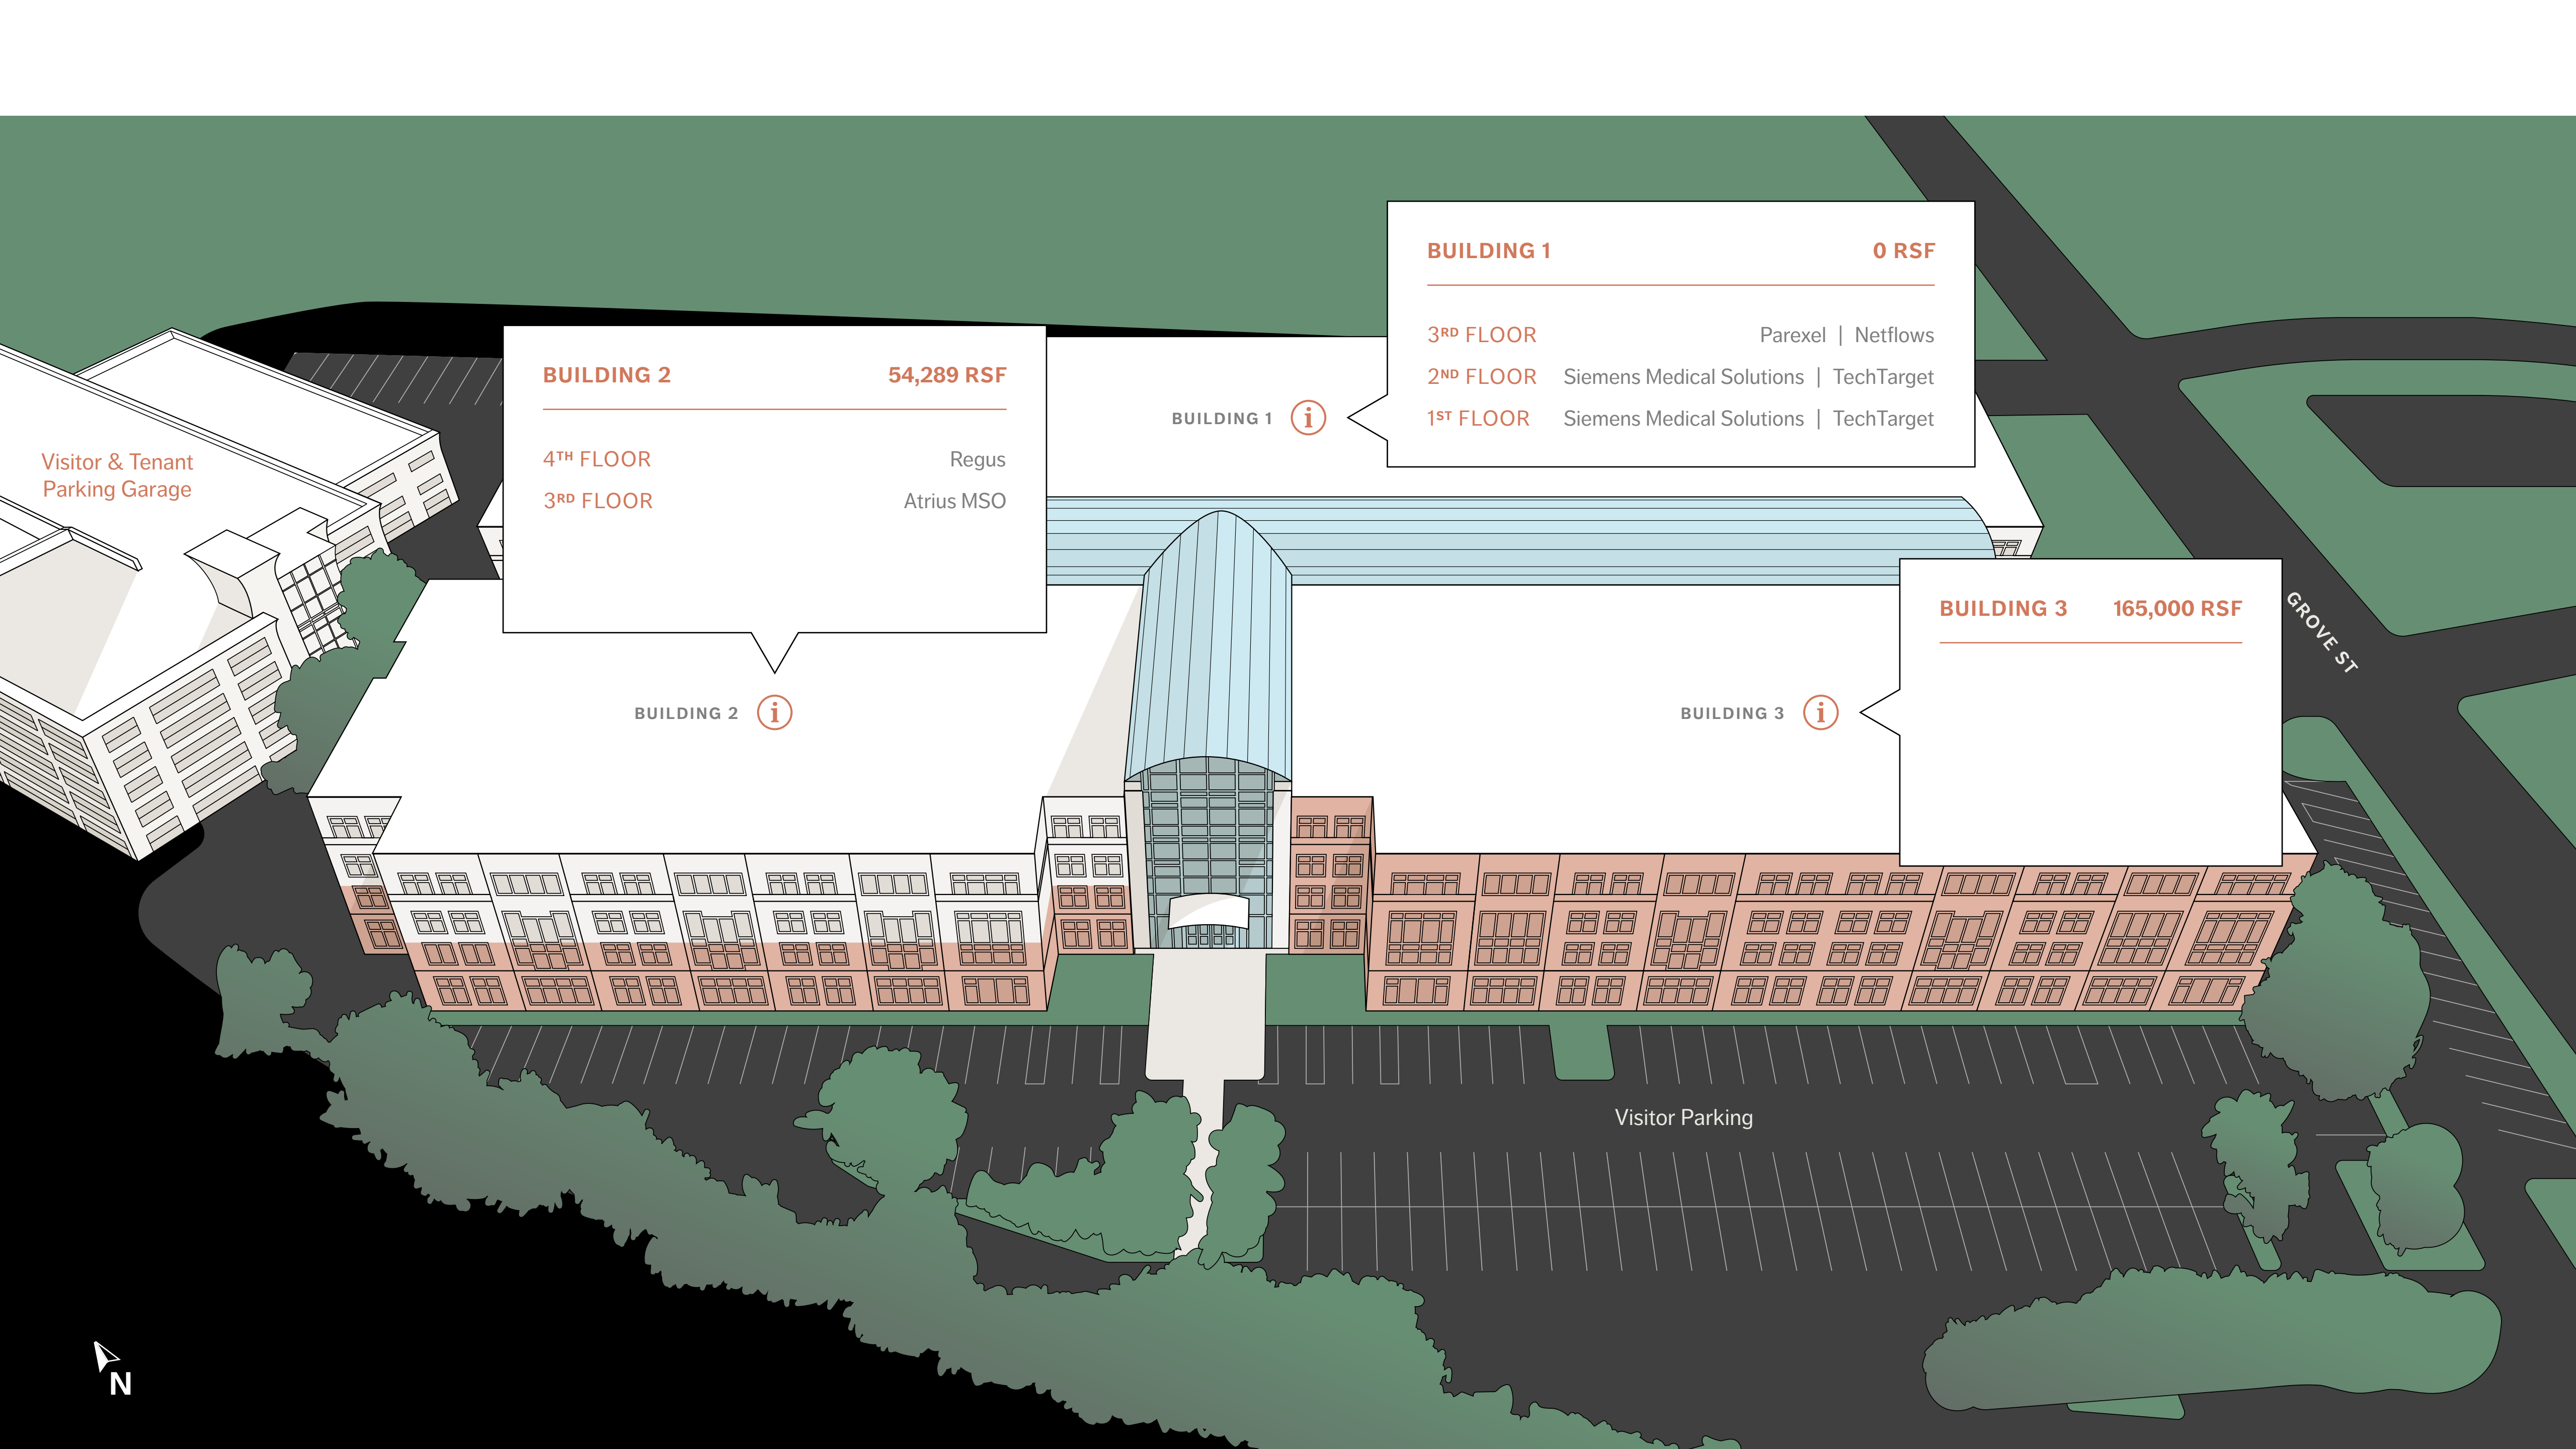 BUILDING 1 0 RSF
3RD FLOOR Parexel | Netflows
2ND FLOOR Siemens Medical Solutions | TechTarget
1ST FLOOR Siemens Medical Solutions | TechTarget
BUILDING 1 i
BUILDING 2 54,289 RSF
4TH FLOOR Regus
3RD FLOOR Atrius MSO
Visitor & Tenant
Parking Garage
BUILDING 3 165,000 RSF
GROVE ST
BUILDING 2 i
BUILDING 3 i
Visitor Parking
N